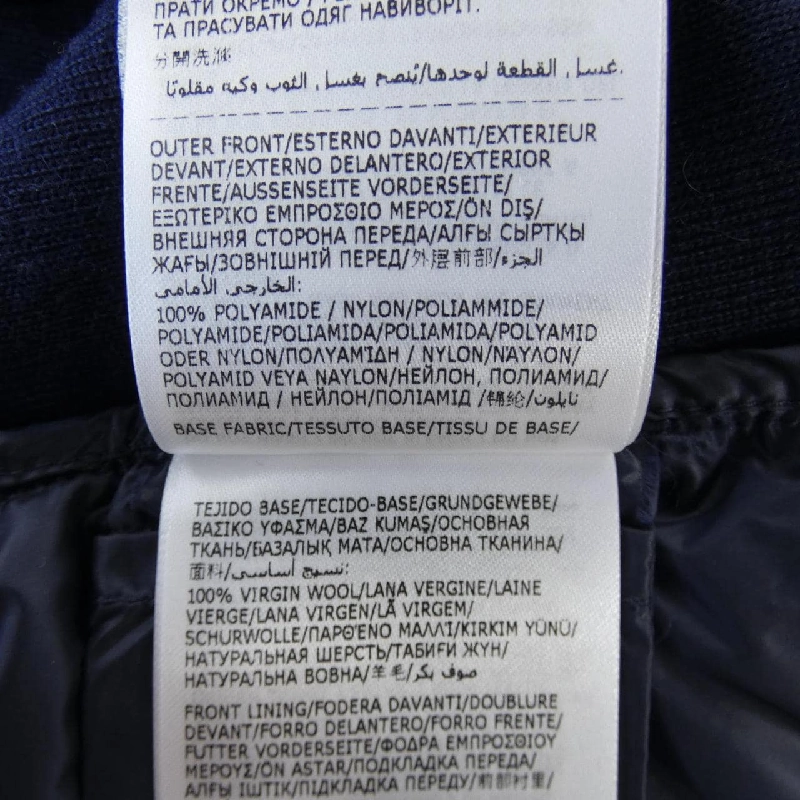 ПРАТИ ОКРЕМО
ТА ПРАСУВАТИ ОДЯГ НАВИВОРІТ.
分開洗滌
غسل القطعة لوحدها/يُنصح بغسل الثوب وكيه مقلوبًا.
OUTER FRONT/ESTERNO DAVANTI/EXTERIEUR
DEVANT/EXTERNO DELANTERO/EXTERIOR
FRENTE/AUSSENSEITE VORDERSEITE/
ΕΞΩΤΕΡΙΚΟ ΕΜΠΡΟΣΘΙΟ ΜΕΡΟΣ/ÖN DIŞ/
ВНЕШНЯЯ СТОРОНА ПЕРЕДА/АЛҒЫ СЫРТҚЫ
ЖАҒЫ/ЗОВНІШНІЙ ПЕРЕД/外层前部/الجزء
الخارجي الأمامي:
100% POLYAMIDE / NYLON/POLIAMMIDE/
POLYAMIDE/POLIAMIDA/POLIAMIDA/POLYAMID
ODER NYLON/ΠΟΛΥΑΜΙΔΗ / NYLON/ΝΑΥΛΟΝ/
POLYAMID VEYA NAYLON/НЕЙЛОН, ПОЛИАМИД/
ПОЛИАМИД / НЕЙЛОН/ПОЛІАМІД /锦纶/نايلون
BASE FABRIC/TESSUTO BASE/TISSU DE BASE/
TEJIDO BASE/TECIDO-BASE/GRUNDGEWEBE/
ΒΑΣΙΚΟ ΥΦΑΣΜΑ/BAZ KUMAŞ/ОСНОВНАЯ
ТКАНЬ/БАЗАЛЫҚ МАТА/ОСНОВНА ТКАНИНА/
面料/نسيج أساسي:
100% VIRGIN WOOL/LANA VERGINE/LAINE
VIERGE/LANA VIRGEN/LÃ VIRGEM/
SCHURWOLLE/ΠΑΡΘΕΝΟ ΜΑΛΛΙ/KIRKIM YÜNÜ/
НАТУРАЛЬНАЯ ШЕРСТЬ/ТАБИҒИ ЖҮН/
НАТУРАЛЬНА ВОВНА/羊毛/صوف بكر
FRONT LINING/FODERA DAVANTI/DOUBLURE
DEVANT/FORRO DELANTERO/FORRO FRENTE/
FUTTER VORDERSEITE/ΦΟΔΡΑ ΕΜΠΡΟΣΘΙΟΥ
ΜΕΡΟΥΣ/ÖN ASTAR/ПОДКЛАДКА ПЕРЕДА/
АЛҒЫ ІШТІК/ПІДКЛАДКА ПЕРЕДУ/前部衬里/